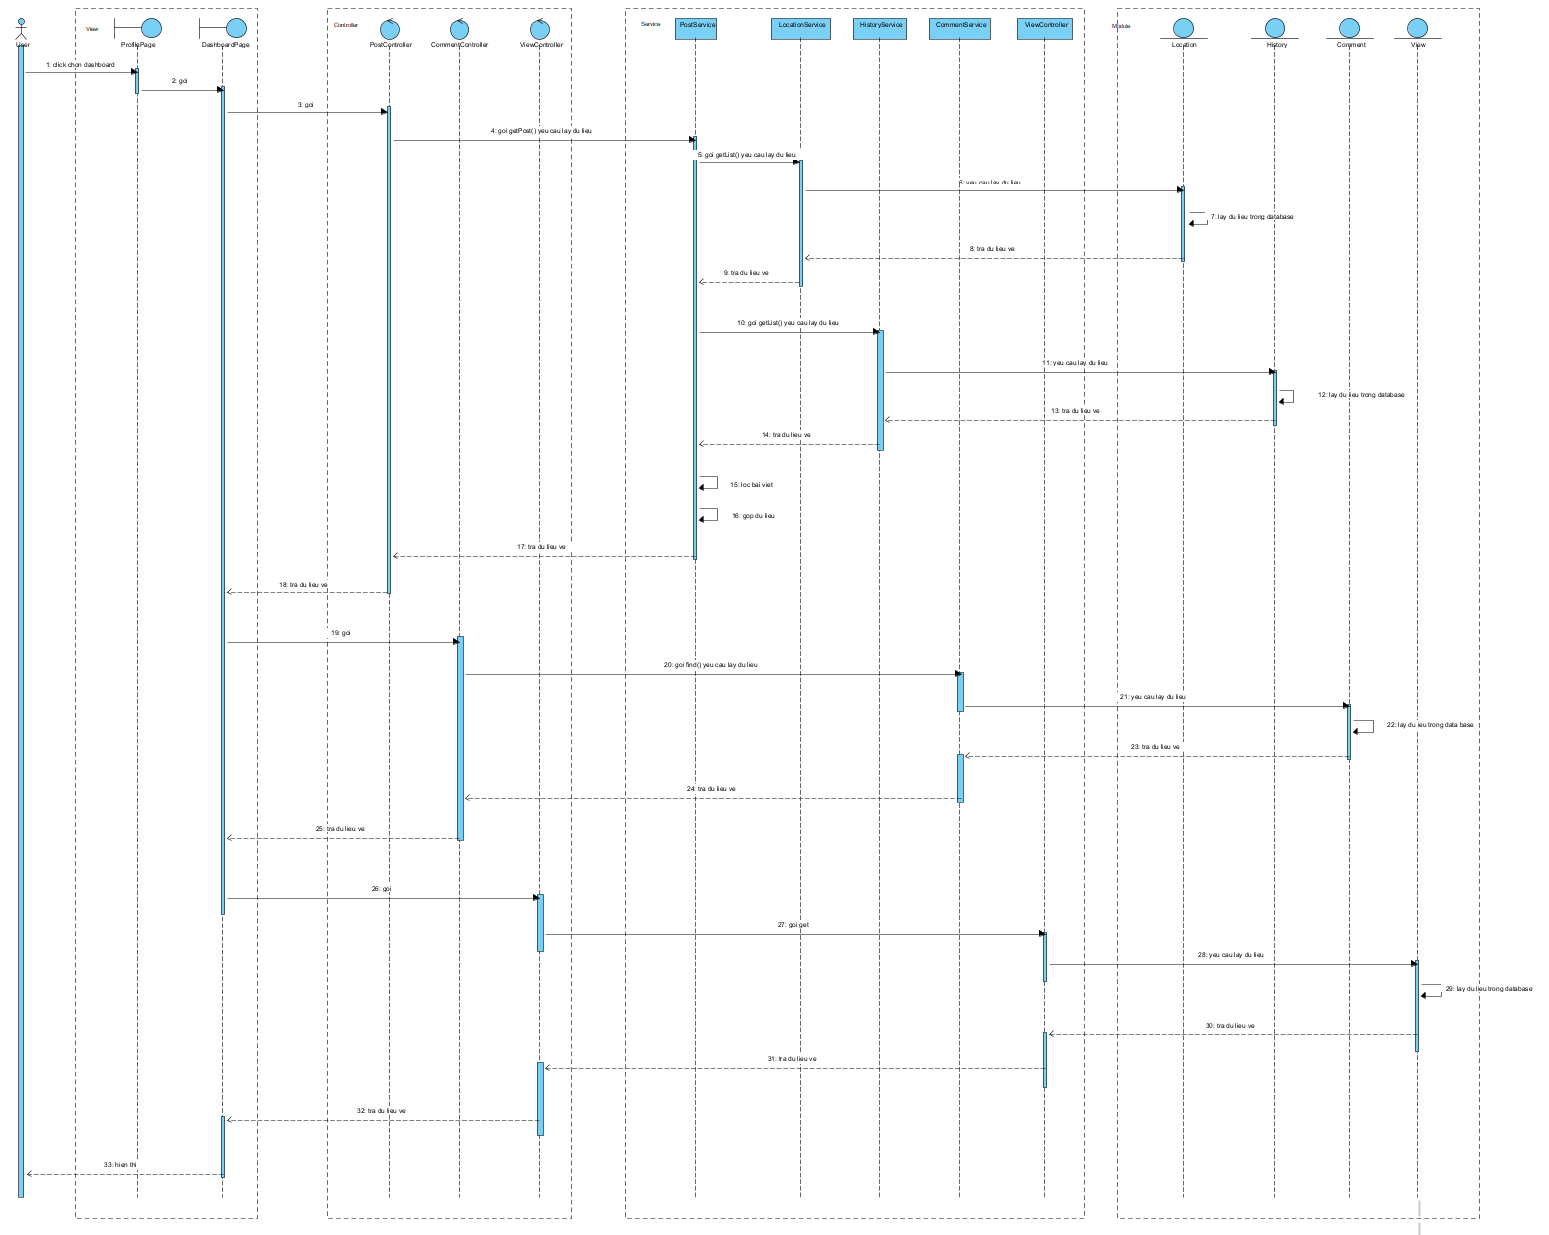 View
Controller
Service
Module
User
ProfilePage
DashboardPage
PostController
CommentController
ViewController
PostService
LocationService
HistoryService
CommentService
ViewController
Location
History
Comment
View
1: click chon dashboard
2: goi
3: goi
4: goi getPost() yeu cau lay du lieu
5: goi getList() yeu cau lay du lieu
6: yeu cau lay du lieu
7: lay du lieu trong database
8: tra du lieu ve
9: tra du lieu ve
10: goi getList() yeu cau lay du lieu
11: yeu cau lay du lieu
12: lay du lieu trong database
13: tra du lieu ve
14: tra du lieu ve
15: loc bai viet
16: gop du lieu
17: tra du lieu ve
18: tra du lieu ve
19: goi
20: goi find() yeu cau lay du lieu
21: yeu cau lay du lieu
22: lay du ieu trong data base
23: tra du lieu ve
24: tra du lieu ve
25: tra du lieu ve
26: goi
27: goi get
28: yeu cau lay du lieu
29: lay du lieu trong database
30: tra du lieu ve
31: tra du lieu ve
32: tra du lieu ve
33: hien thi